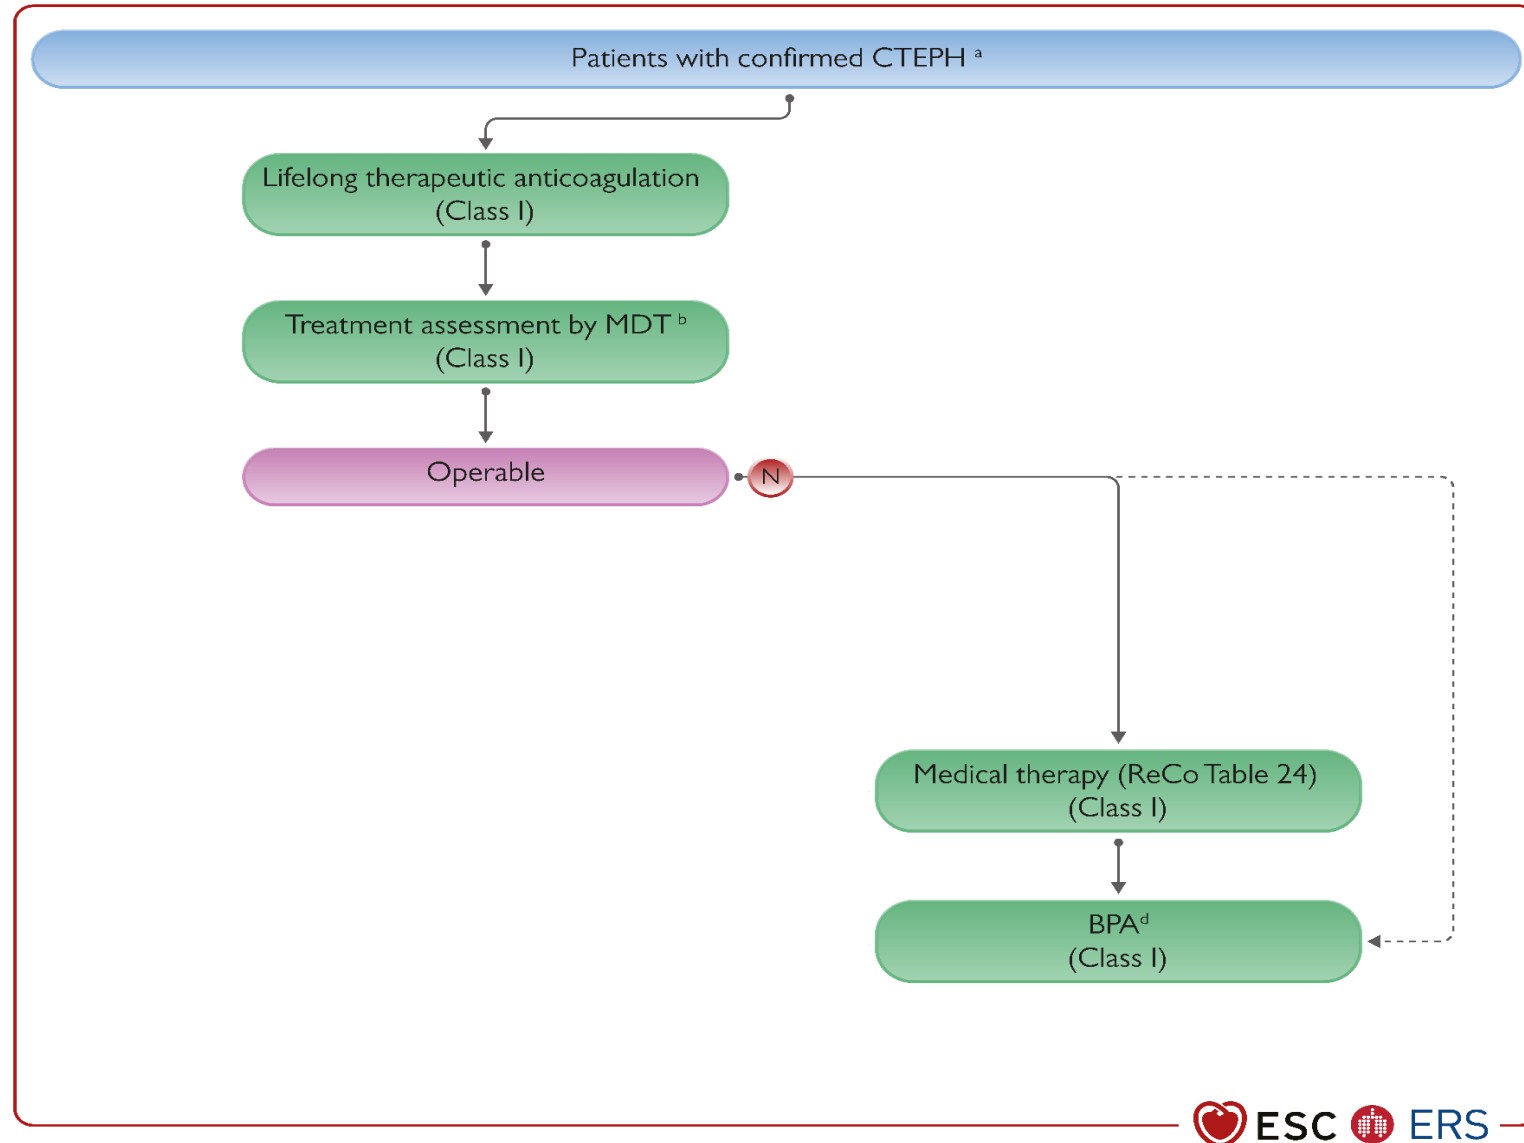 Patients with confirmed CTEPH ᵃ
Lifelong therapeutic anticoagulation
(Class I)
Treatment assessment by MDT ᵇ
(Class I)
Operable
N
Medical therapy (ReCo Table 24)
(Class I)
BPAᵈ
(Class I)
ESC ERS